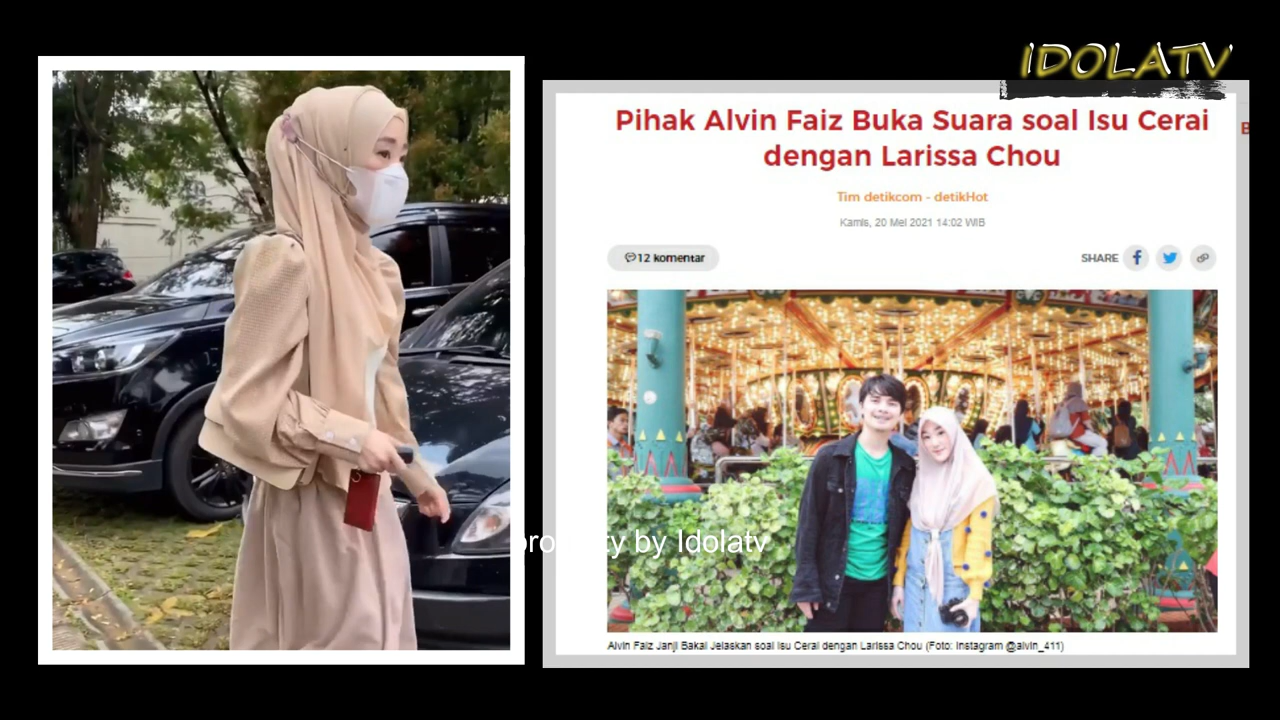 IDOLATV
Pihak Alvin Faiz Buka Suara soal Isu Cerai
dengan Larissa Chou
Tim detikcom - detikHot
Kamis, 20 Mei 2021 14:02 WIB
12 komentar
SHARE
Alvin Faiz Janji Bakal Jelaskan soal Isu Cerai dengan Larissa Chou (Foto: Instagram @alvin_411)
by Idolatv